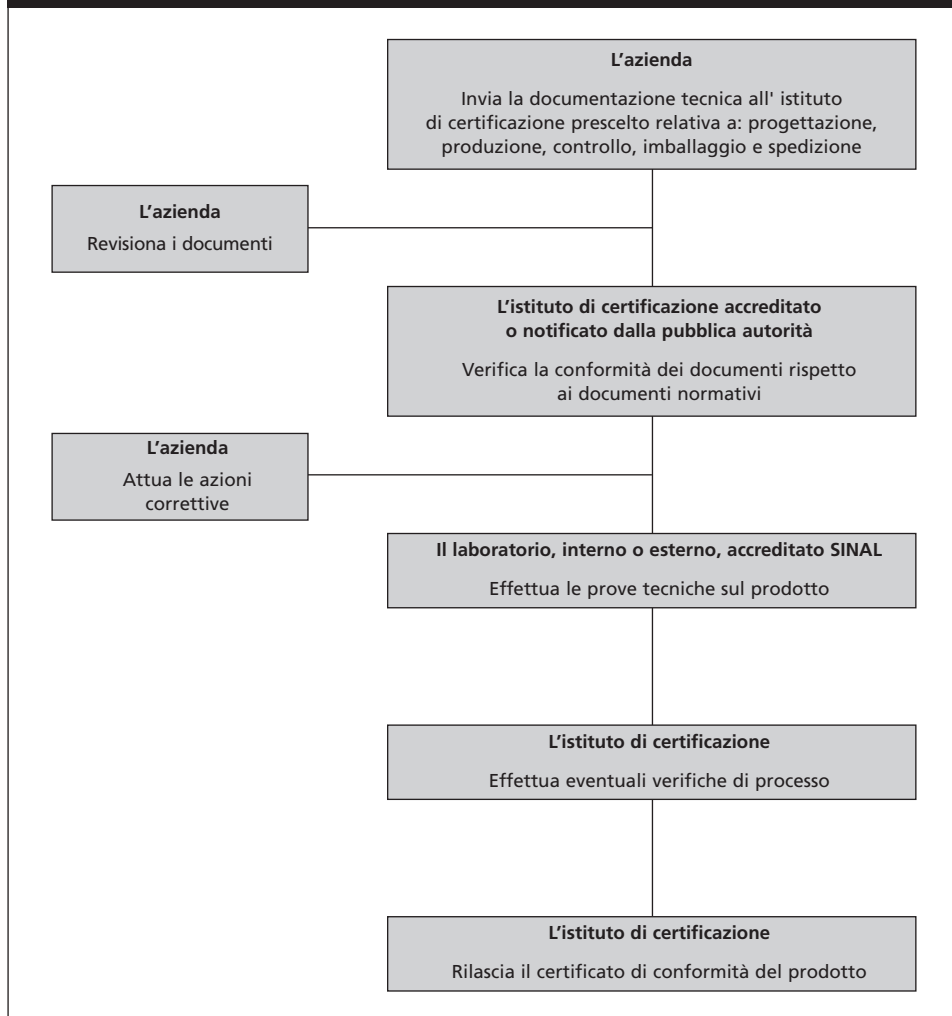 L'azienda
Invia la documentazione tecnica all' istituto
di certificazione prescelto relativa a: progettazione,
produzione, controllo, imballaggio e spedizione
L'azienda
Revisiona i documenti
L'istituto di certificazione accreditato
o notificato dalla pubblica autorità
Verifica la conformità dei documenti rispetto
ai documenti normativi
L'azienda
Attua le azioni
correttive
Il laboratorio, interno o esterno, accreditato SINAL
Effettua le prove tecniche sul prodotto
L'istituto di certificazione
Effettua eventuali verifiche di processo
L'istituto di certificazione
Rilascia il certificato di conformità del prodotto